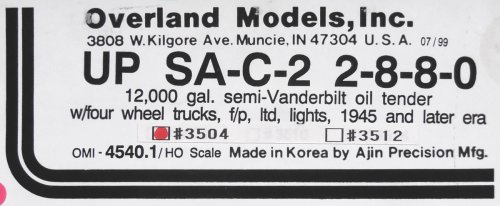 Overland Models, Inc.
3808 W. Kilgore Ave. Muncie, IN 47304 U.S.A. 07/99
UP SA-C-2 2-8-8-0
12,000 gal. semi-Vanderbilt oil tender
w/four wheel trucks, f/p, ltd, lights, 1945 and later era
#3504 #3512
OMI - 4540.1/HO Scale Made in Korea by Ajin Precision Mfg.